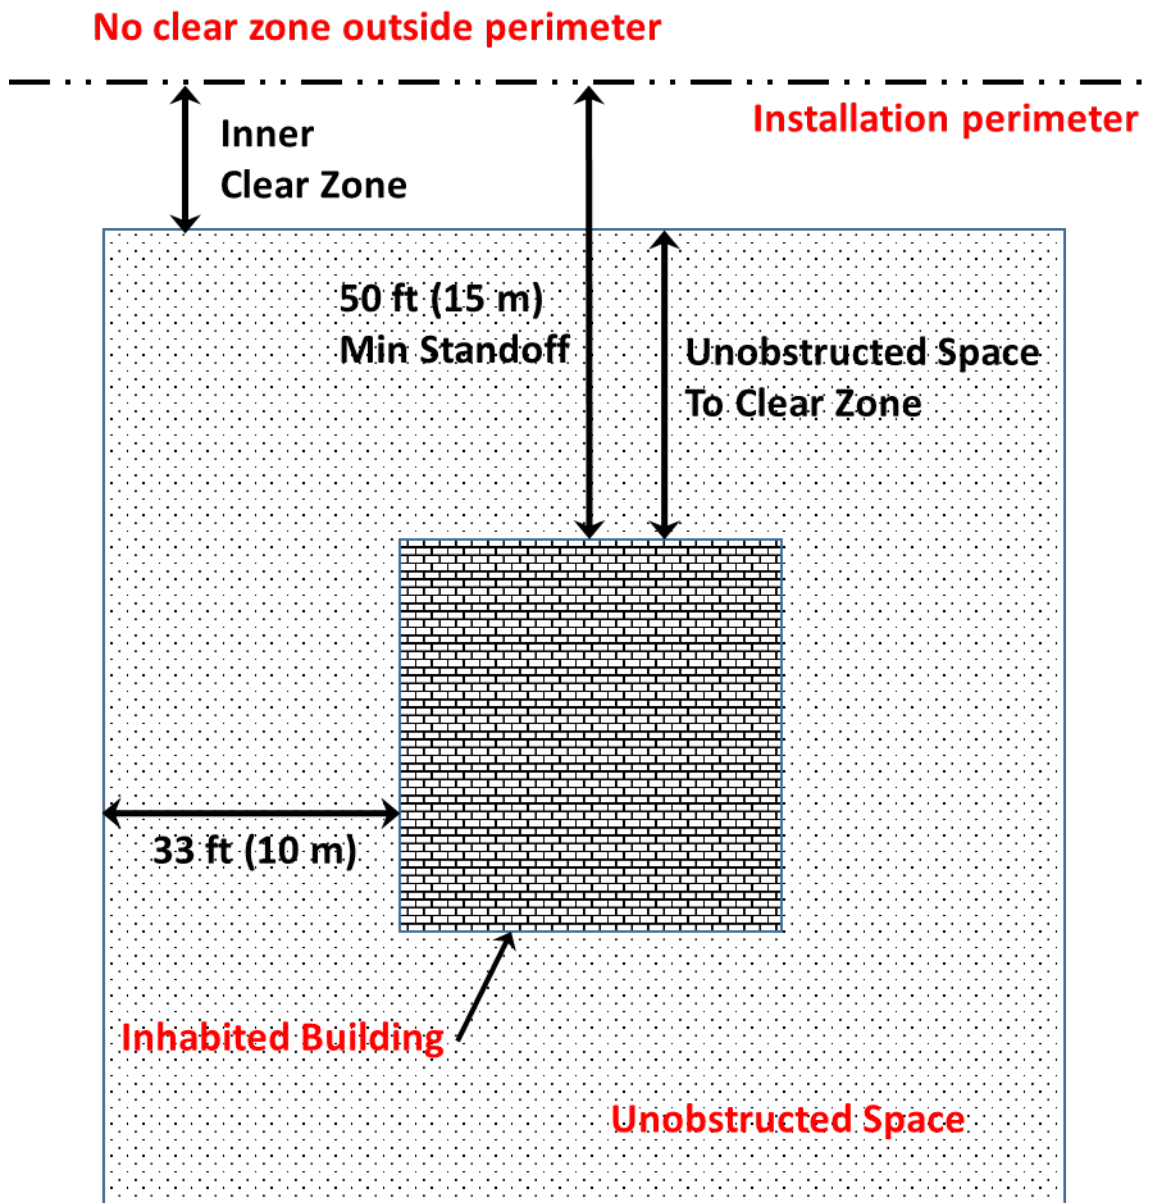 No clear zone outside perimeter
Installation perimeter
Inner
Clear Zone
50 ft (15 m)
Min Standoff
Unobstructed Space
To Clear Zone
33 ft (10 m)
Inhabited Building
Unobstructed Space